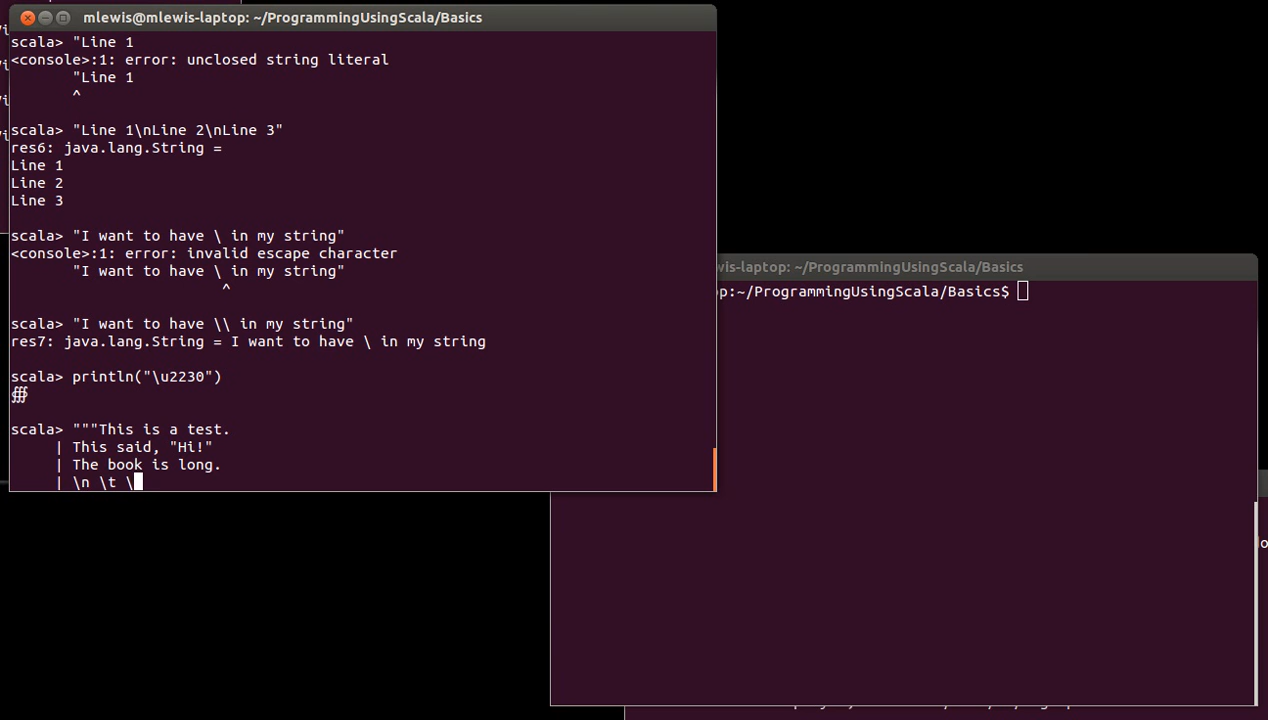 mlewis@mlewis-laptop: ~/ProgrammingUsingScala/Basics
scala> "Line 1
<console>:1: error: unclosed string literal
       "Line 1
       ^
scala> "Line 1\nLine 2\nLine 3"
res6: java.lang.String =
Line 1
Line 2
Line 3
scala> "I want to have \ in my string"
<console>:1: error: invalid escape character
       "I want to have \ in my string"
                        ^
scala> "I want to have \\ in my string"
res7: java.lang.String = I want to have \ in my string
scala> println("\u2230")
∰
scala> """This is a test.
     | This said, "Hi!"
     | The book is long.
     | \n \t \
wis-laptop: ~/ProgrammingUsingScala/Basics
op:~/ProgrammingUsingScala/Basics$